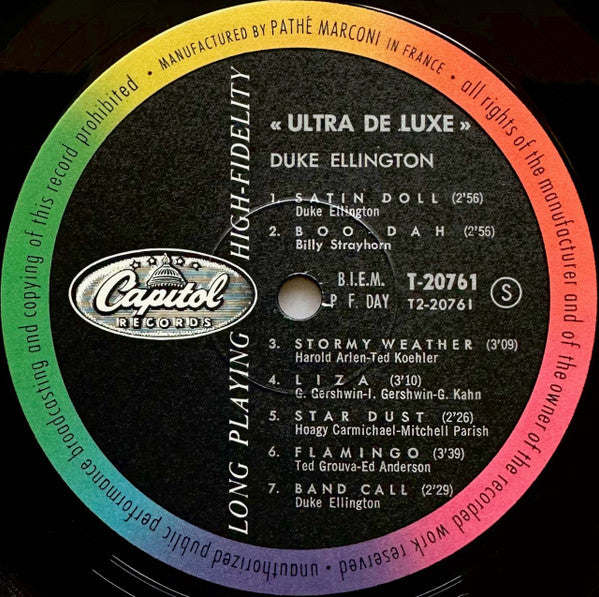 • MANUFACTURED BY PATHÉ MARCONI IN FRANCE • all rights of the manufacturer and of the owner of the recorded work reserved • unauthorized public performance broadcasting and copying of this record prohibited
LONG PLAYING HIGH-FIDELITY
Capitol
RECORDS
« ULTRA DE LUXE »
DUKE ELLINGTON
1. SATIN DOLL (2'56)
Duke Ellington
2. BOO-DAH (2'56)
Billy Strayhorn
B.I.E.M. T-20761
P F. DAY T2-20761
S
3. STORMY WEATHER (3'09)
Harold Arlen-Ted Koehler
4. LIZA (3'10)
G. Gershwin-I. Gershwin-G. Kahn
5. STAR DUST (2'26)
Hoagy Carmichael-Mitchell Parish
6. FLAMINGO (3'39)
Ted Grouva-Ed Anderson
7. BAND CALL (2'29)
Duke Ellington